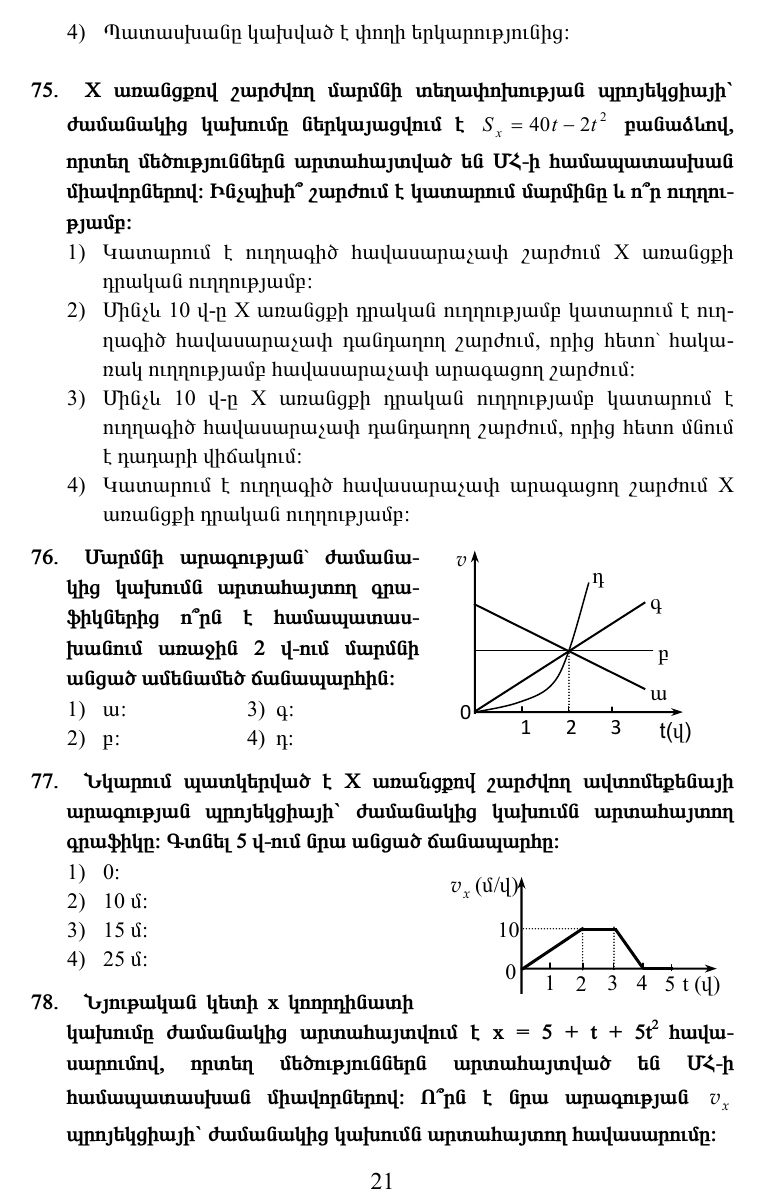 4) Պատասխանը կախված է փողի երկարությունից:
75. X առանցքով շարժվող մարմնի տեղափոխության պրոյեկցիայի՝
ժամանակից կախումը ներկայացվում է Sₓ = 40t – 2t² բանաձևով,
որտեղ մեծություններն արտահայտված են ՄՀ-ի համապատասխան
միավորներով: Ինչպիսի՞ շարժում է կատարում մարմինը և ո՞ր ուղղու-
թյամբ:
1) Կատարում է ուղղագիծ հավասարաչափ շարժում X առանցքի
դրական ուղղությամբ:
2) Մինչև 10 վ-ը X առանցքի դրական ուղղությամբ կատարում է ուղ-
ղագիծ հավասարաչափ դանդաղող շարժում, որից հետո՝ հակա-
ռակ ուղղությամբ հավասարաչափ արագացող շարժում:
3) Մինչև 10 վ-ը X առանցքի դրական ուղղությամբ կատարում է
ուղղագիծ հավասարաչափ դանդաղող շարժում, որից հետո մնում
է դադարի վիճակում:
4) Կատարում է ուղղագիծ հավասարաչափ արագացող շարժում X
առանցքի դրական ուղղությամբ:
76. Մարմնի արագության՝ ժամանա-
կից կախումն արտահայտող գրա-
ֆիկներից ո՞րն է համապատաս-
խանում առաջին 2 վ-ում մարմնի
անցած ամենամեծ ճանապարհին:
1) ա: 3) գ:
2) բ: 4) դ:
v
դ
գ
բ
ա
0
1 2 3 t(վ)
77. Նկարում պատկերված է X առանցքով շարժվող ավտոմեքենայի
արագության պրոյեկցիայի՝ ժամանակից կախումն արտահայտող
գրաֆիկը: Գտնել 5 վ-ում նրա անցած ճանապարհը:
1) 0:
2) 10 մ:
3) 15 մ:
4) 25 մ:
vₓ (մ/վ)
10
0
1 2 3 4 5 t (վ)
78. Նյութական կետի x կոորդինատի
կախումը ժամանակից արտահայտվում է x = 5 + t + 5t² հավա-
սարումով, որտեղ մեծություններն արտահայտված են ՄՀ-ի
համապատասխան միավորներով: Ո՞րն է նրա արագության vₓ
պրոյեկցիայի՝ ժամանակից կախումն արտահայտող հավասարումը:
21